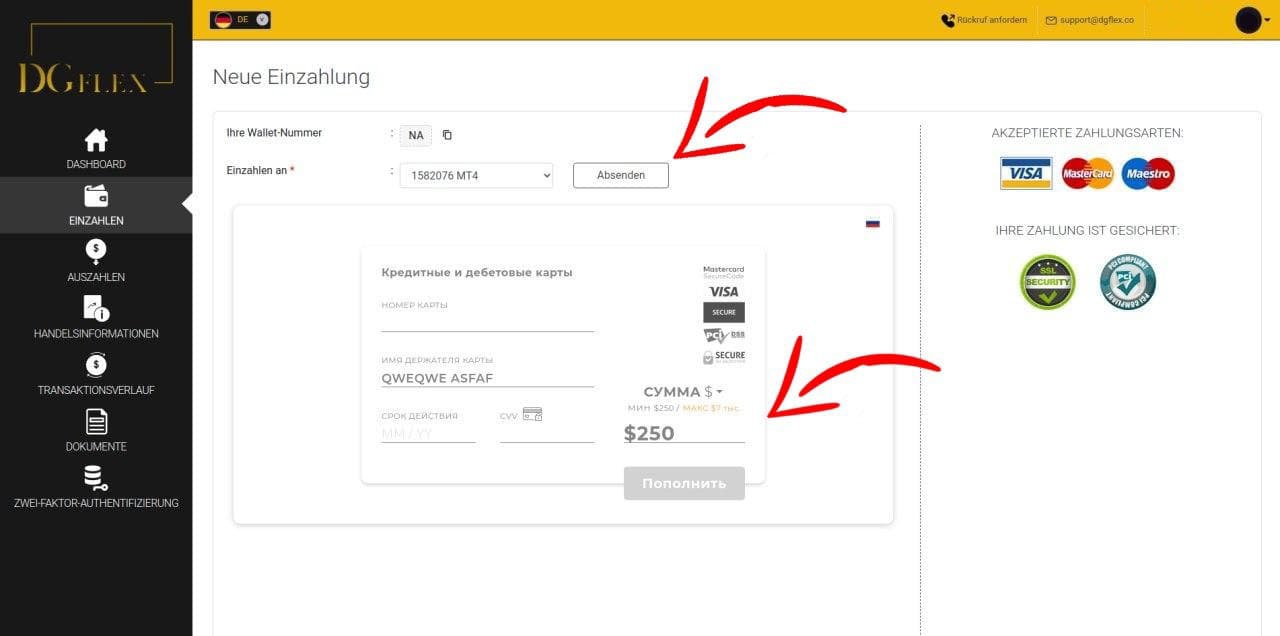 DE
Rückruf anfordern
support@dgflex.co
DGFLEX
DASHBOARD
EINZAHLEN
AUSZAHLEN
HANDELSINFORMATIONEN
TRANSAKTIONSVERLAUF
DOKUMENTE
ZWEI-FAKTOR-AUTHENTIFIZIERUNG
Neue Einzahlung
Ihre Wallet-Nummer : NA
Einzahlen an * : 1582076 MT4 Absenden
Кредитные и дебетовые карты
НОМЕР КАРТЫ
ИМЯ ДЕРЖАТЕЛЯ КАРТЫ
QWEQWE ASFAF
СРОК ДЕЙСТВИЯ
MM / YY
CVV
Mastercard
SecureCode
VISA
SECURE
PCI DSS
SECURE
СУММА $
МИН $250 / МАКС $7 тыс.
$250
Пополнить
AKZEPTIERTE ZAHLUNGSARTEN:
VISA MasterCard Maestro
IHRE ZAHLUNG IST GESICHERT:
SSL
SECURITY
PCI COMPLIANT
PCI
PCI COMPLIANT